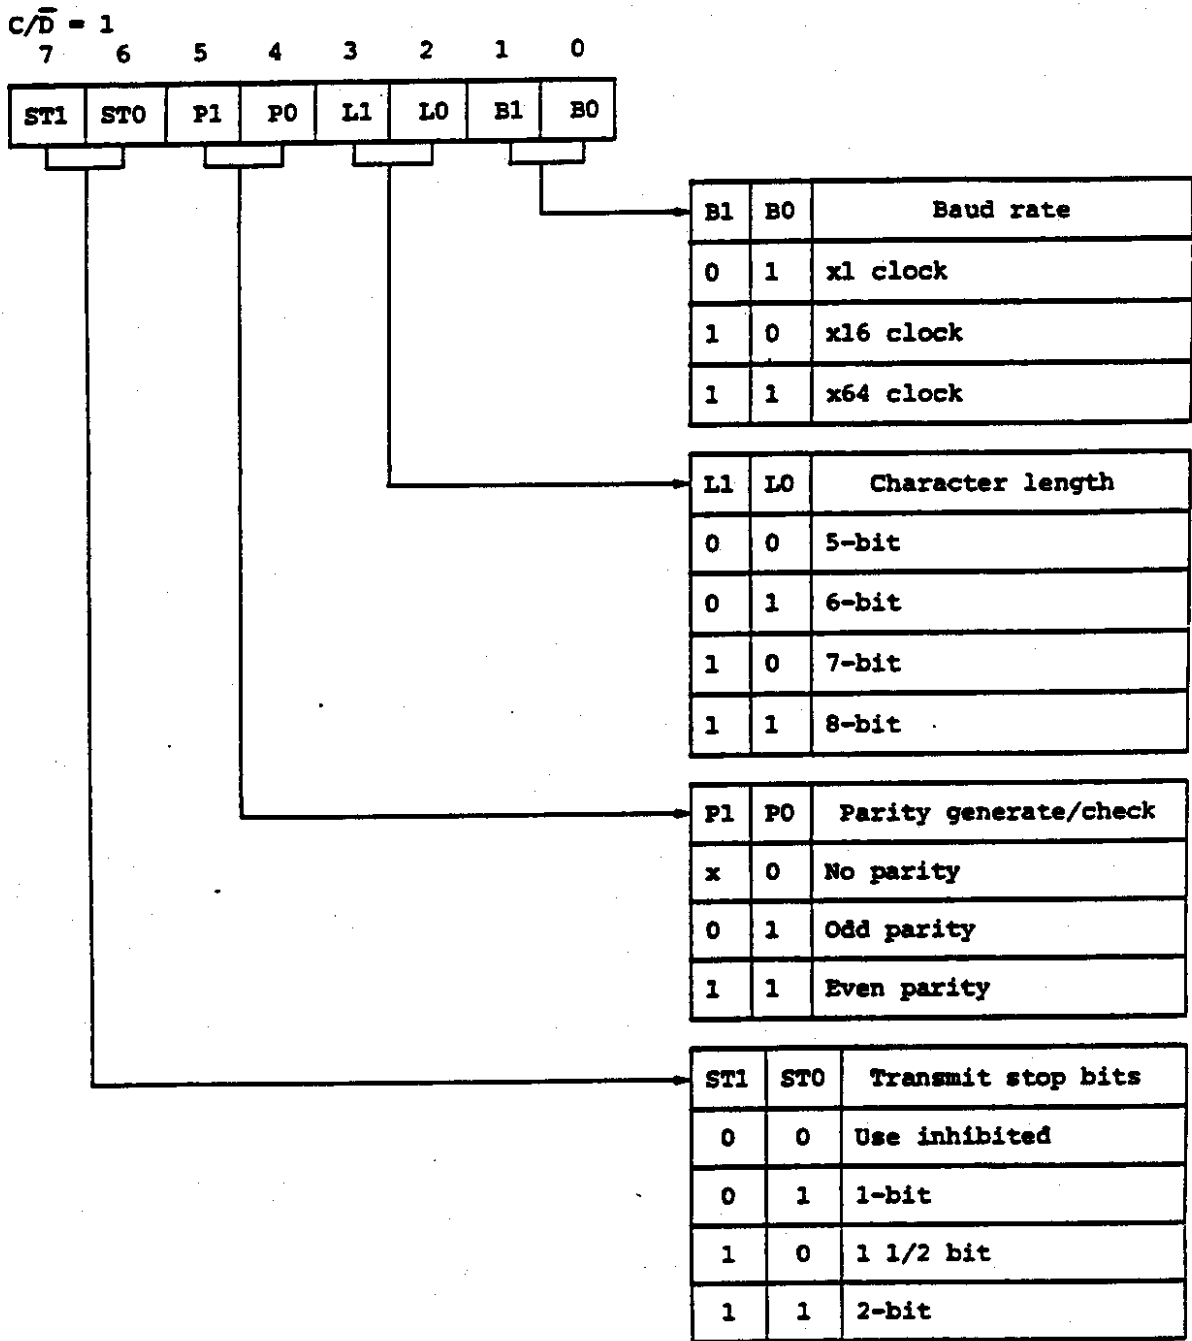 C/D̅ = 1
7 6 5 4 3 2 1 0
ST1 ST0 P1 P0 L1 L0 B1 B0
B1 B0 Baud rate
0 1 x1 clock
1 0 x16 clock
1 1 x64 clock
L1 L0 Character length
0 0 5-bit
0 1 6-bit
1 0 7-bit
1 1 8-bit
P1 P0 Parity generate/check
x 0 No parity
0 1 Odd parity
1 1 Even parity
ST1 ST0 Transmit stop bits
0 0 Use inhibited
0 1 1-bit
1 0 1 1/2 bit
1 1 2-bit